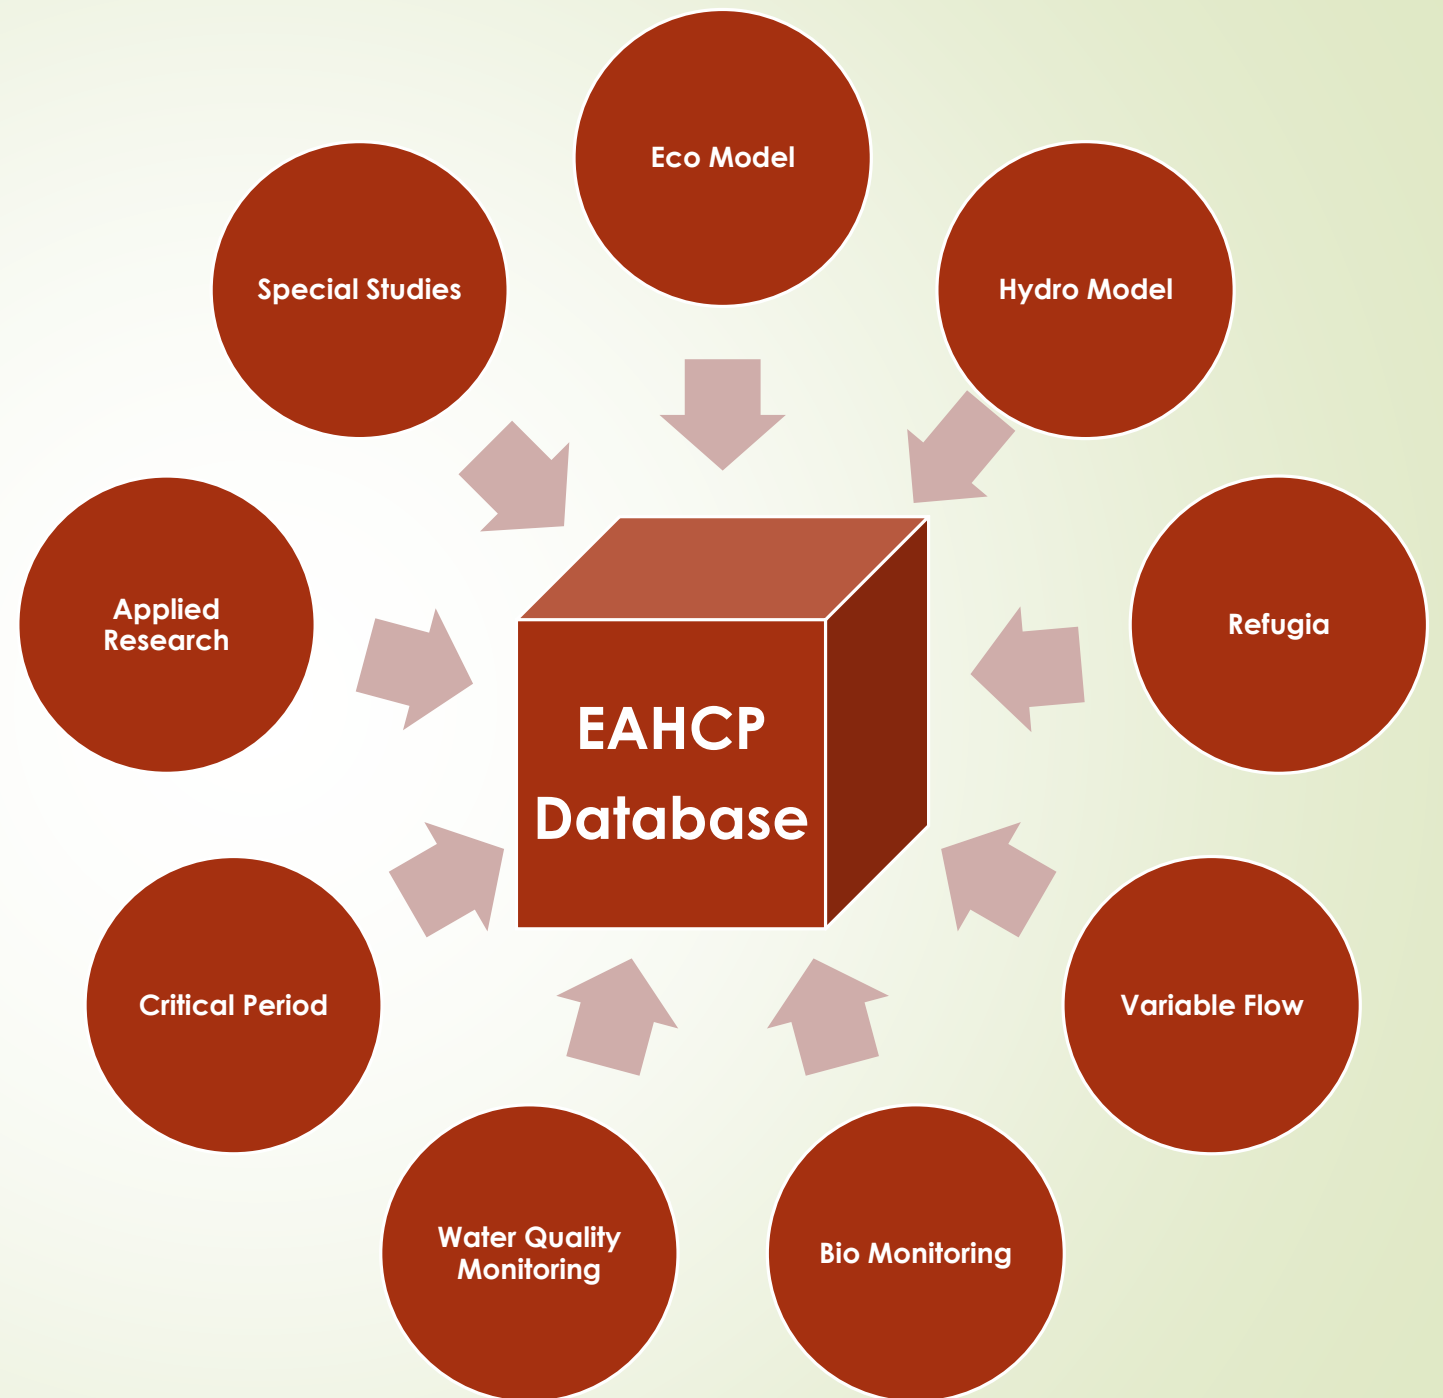 Eco Model
Special Studies
Hydro Model
Applied
Research
Refugia
EAHCP
Database
Critical Period
Variable Flow
Water Quality
Monitoring
Bio Monitoring